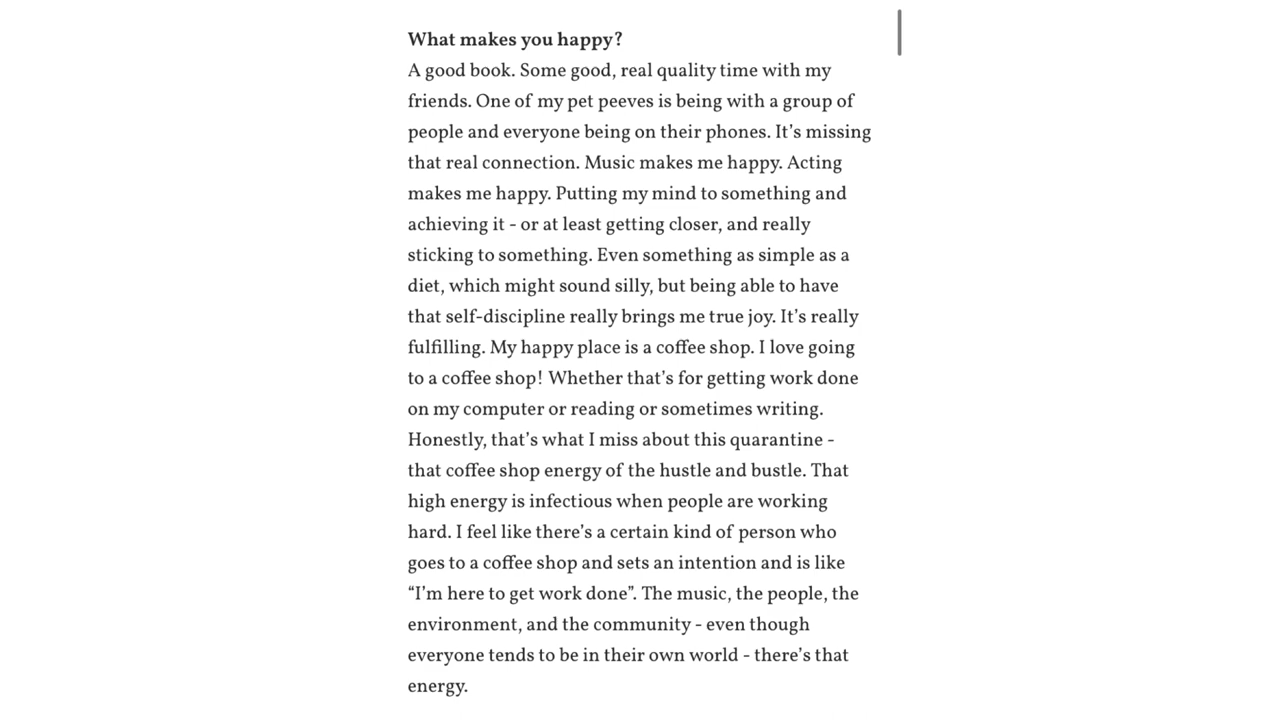 What makes you happy?
A good book. Some good, real quality time with my
friends. One of my pet peeves is being with a group of
people and everyone being on their phones. It’s missing
that real connection. Music makes me happy. Acting
makes me happy. Putting my mind to something and
achieving it - or at least getting closer, and really
sticking to something. Even something as simple as a
diet, which might sound silly, but being able to have
that self-discipline really brings me true joy. It’s really
fulfilling. My happy place is a coffee shop. I love going
to a coffee shop! Whether that’s for getting work done
on my computer or reading or sometimes writing.
Honestly, that’s what I miss about this quarantine -
that coffee shop energy of the hustle and bustle. That
high energy is infectious when people are working
hard. I feel like there’s a certain kind of person who
goes to a coffee shop and sets an intention and is like
“I’m here to get work done”. The music, the people, the
environment, and the community - even though
everyone tends to be in their own world - there’s that
energy.